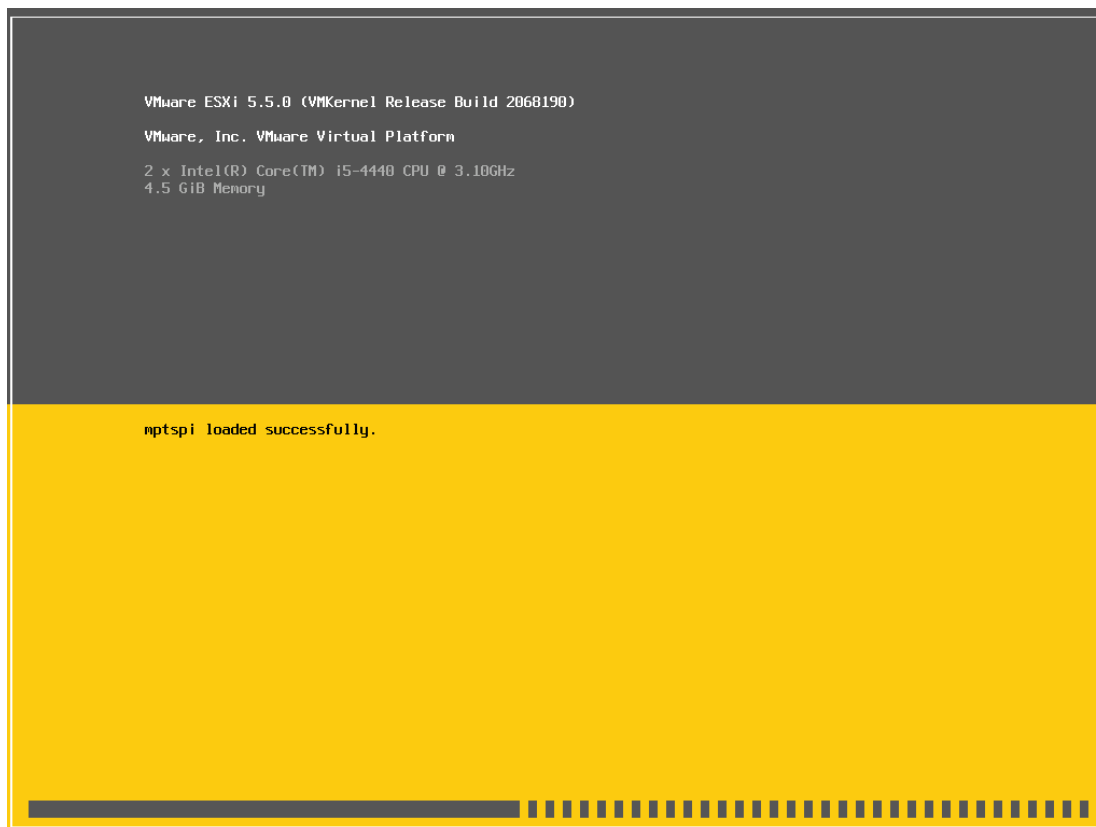 VMware ESXi 5.5.0 (VMKernel Release Build 2068190)
VMware, Inc. VMware Virtual Platform
2 x Intel(R) Core(TM) i5-4440 CPU @ 3.10GHz
4.5 GiB Memory
mptspi loaded successfully.